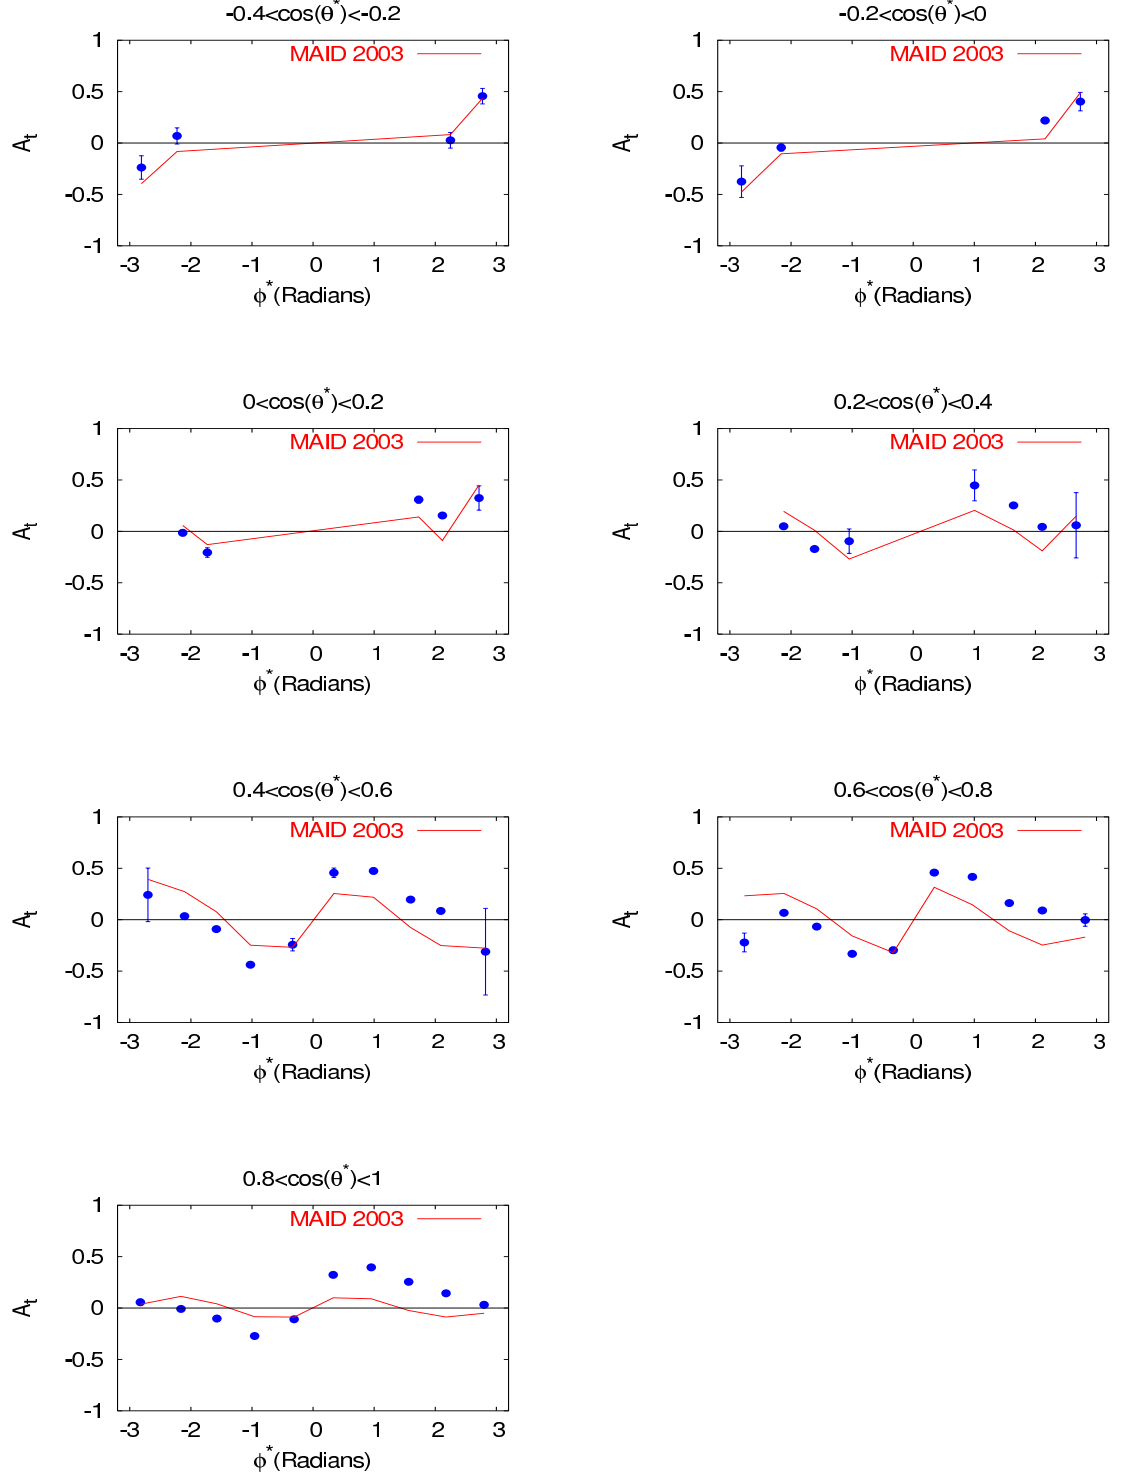 -0.4<cos(θ*)<-0.2
1
0.5
0
-0.5
-1
A_t
MAID 2003
-3 -2 -1 0 1 2 3
ϕ*(Radians)
-0.2<cos(θ*)<0
1
0.5
0
-0.5
-1
A_t
MAID 2003
-3 -2 -1 0 1 2 3
ϕ*(Radians)
0<cos(θ*)<0.2
1
0.5
0
-0.5
-1
A_t
MAID 2003
-3 -2 -1 0 1 2 3
ϕ*(Radians)
0.2<cos(θ*)<0.4
1
0.5
0
-0.5
-1
A_t
MAID 2003
-3 -2 -1 0 1 2 3
ϕ*(Radians)
0.4<cos(θ*)<0.6
1
0.5
0
-0.5
-1
A_t
MAID 2003
-3 -2 -1 0 1 2 3
ϕ*(Radians)
0.6<cos(θ*)<0.8
1
0.5
0
-0.5
-1
A_t
MAID 2003
-3 -2 -1 0 1 2 3
ϕ*(Radians)
0.8<cos(θ*)<1
1
0.5
0
-0.5
-1
A_t
MAID 2003
-3 -2 -1 0 1 2 3
ϕ*(Radians)